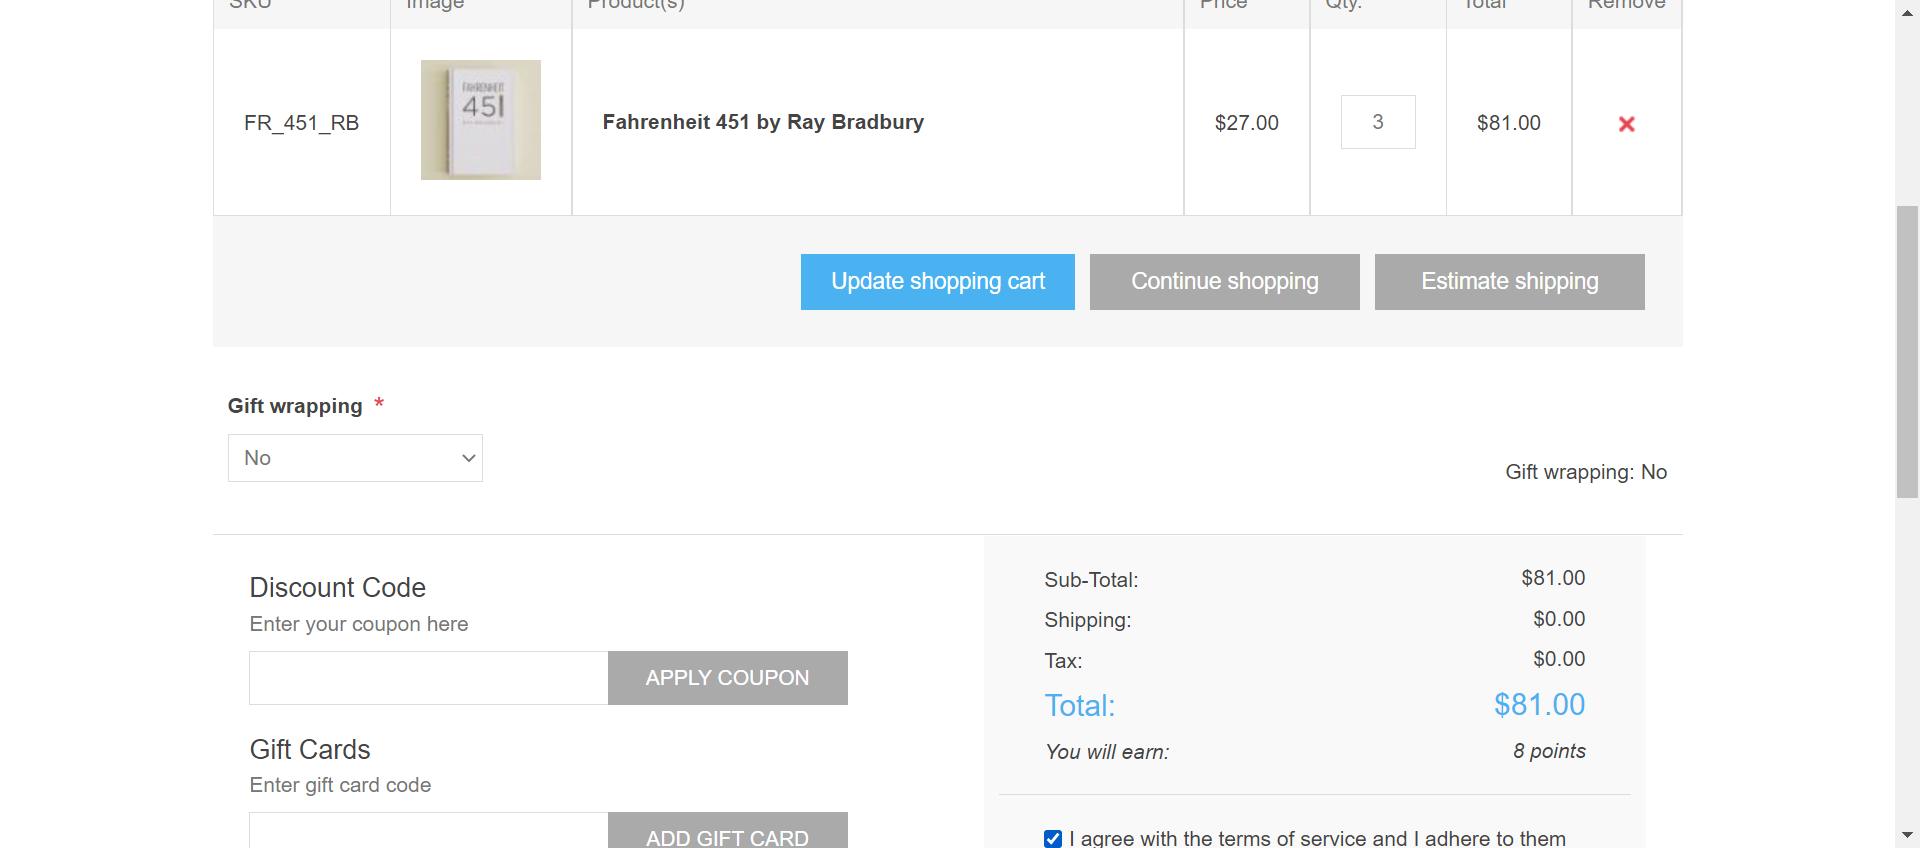 SKU Image Product(s) Price Qty. Total Remove
FAHRENHEIT
451
FR_451_RB Fahrenheit 451 by Ray Bradbury $27.00 3 $81.00
Update shopping cart Continue shopping Estimate shipping
Gift wrapping *
No
Gift wrapping: No
Discount Code
Enter your coupon here
APPLY COUPON
Gift Cards
Enter gift card code
ADD GIFT CARD
Sub-Total: $81.00
Shipping: $0.00
Tax: $0.00
Total: $81.00
You will earn: 8 points
I agree with the terms of service and I adhere to them